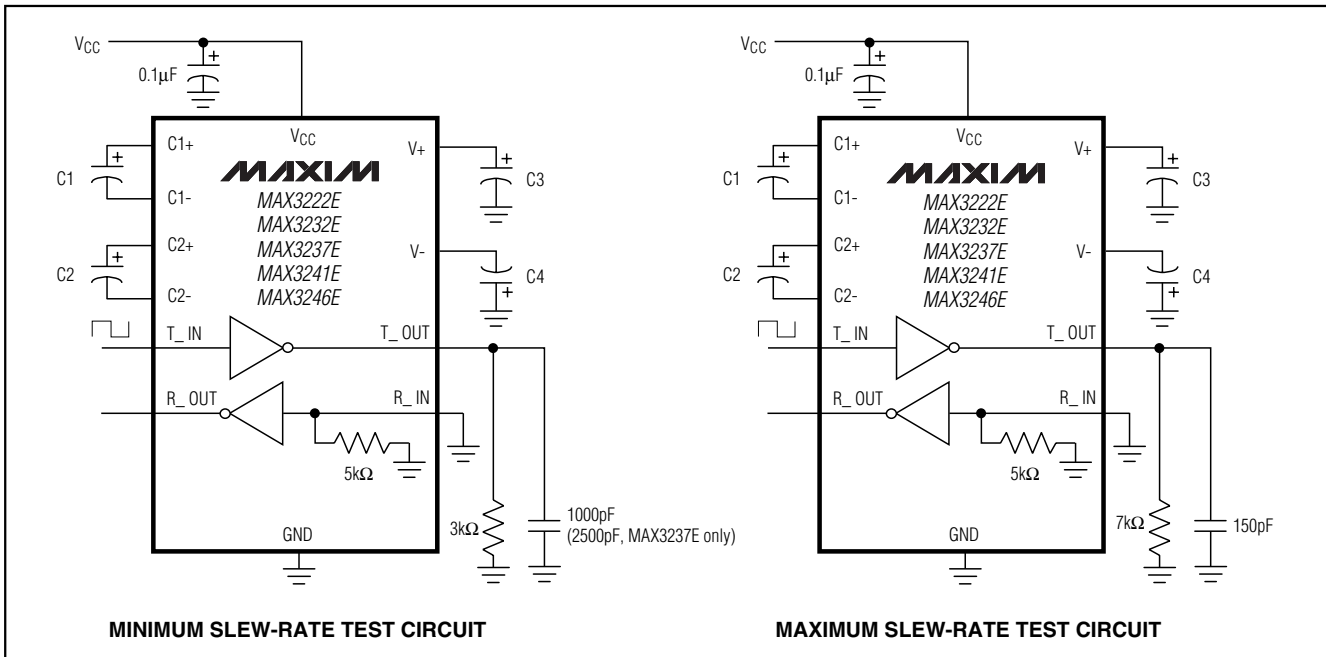 VCC
0.1µF
VCC
C1+
V+
C1
C3
C1-
MAXIM
MAX3222E
MAX3232E
MAX3237E
MAX3241E
MAX3246E
C2+
V-
C2
C4
C2-
T_ IN
T_ OUT
R_ OUT
R_ IN
5kΩ
3kΩ
1000pF
(2500pF, MAX3237E only)
GND
MINIMUM SLEW-RATE TEST CIRCUIT
VCC
0.1µF
VCC
C1+
V+
C1
C3
C1-
MAXIM
MAX3222E
MAX3232E
MAX3237E
MAX3241E
MAX3246E
C2+
V-
C2
C4
C2-
T_ IN
T_ OUT
R_ OUT
R_ IN
5kΩ
7kΩ
150pF
GND
MAXIMUM SLEW-RATE TEST CIRCUIT